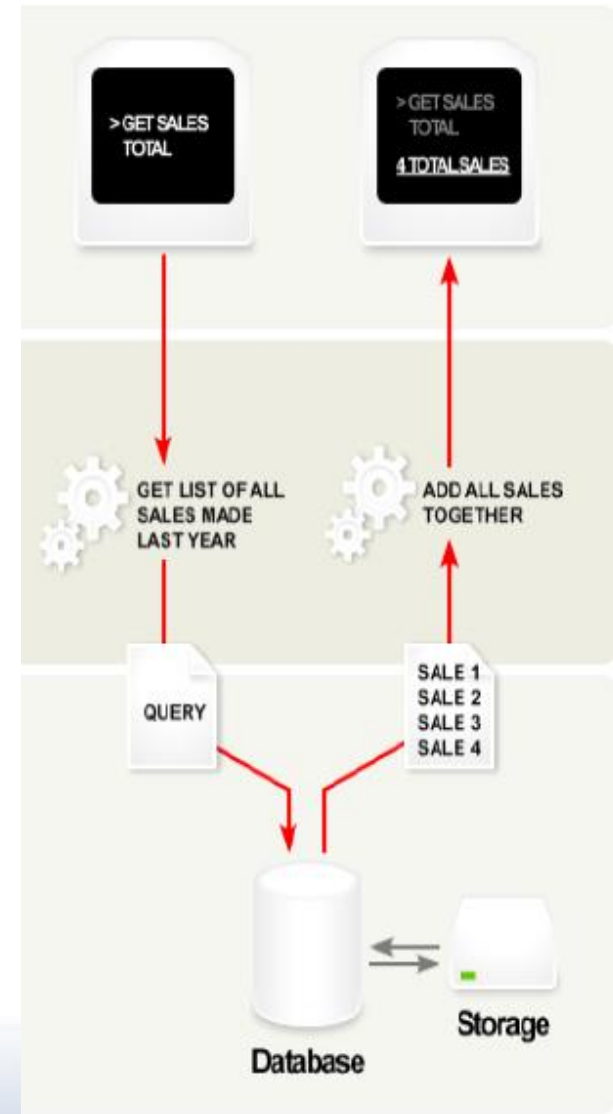 > GET SALES
TOTAL
> GET SALES
TOTAL
4 TOTAL SALES
GET LIST OF ALL
SALES MADE
LAST YEAR
ADD ALL SALES
TOGETHER
QUERY
SALE 1
SALE 2
SALE 3
SALE 4
Storage
Database